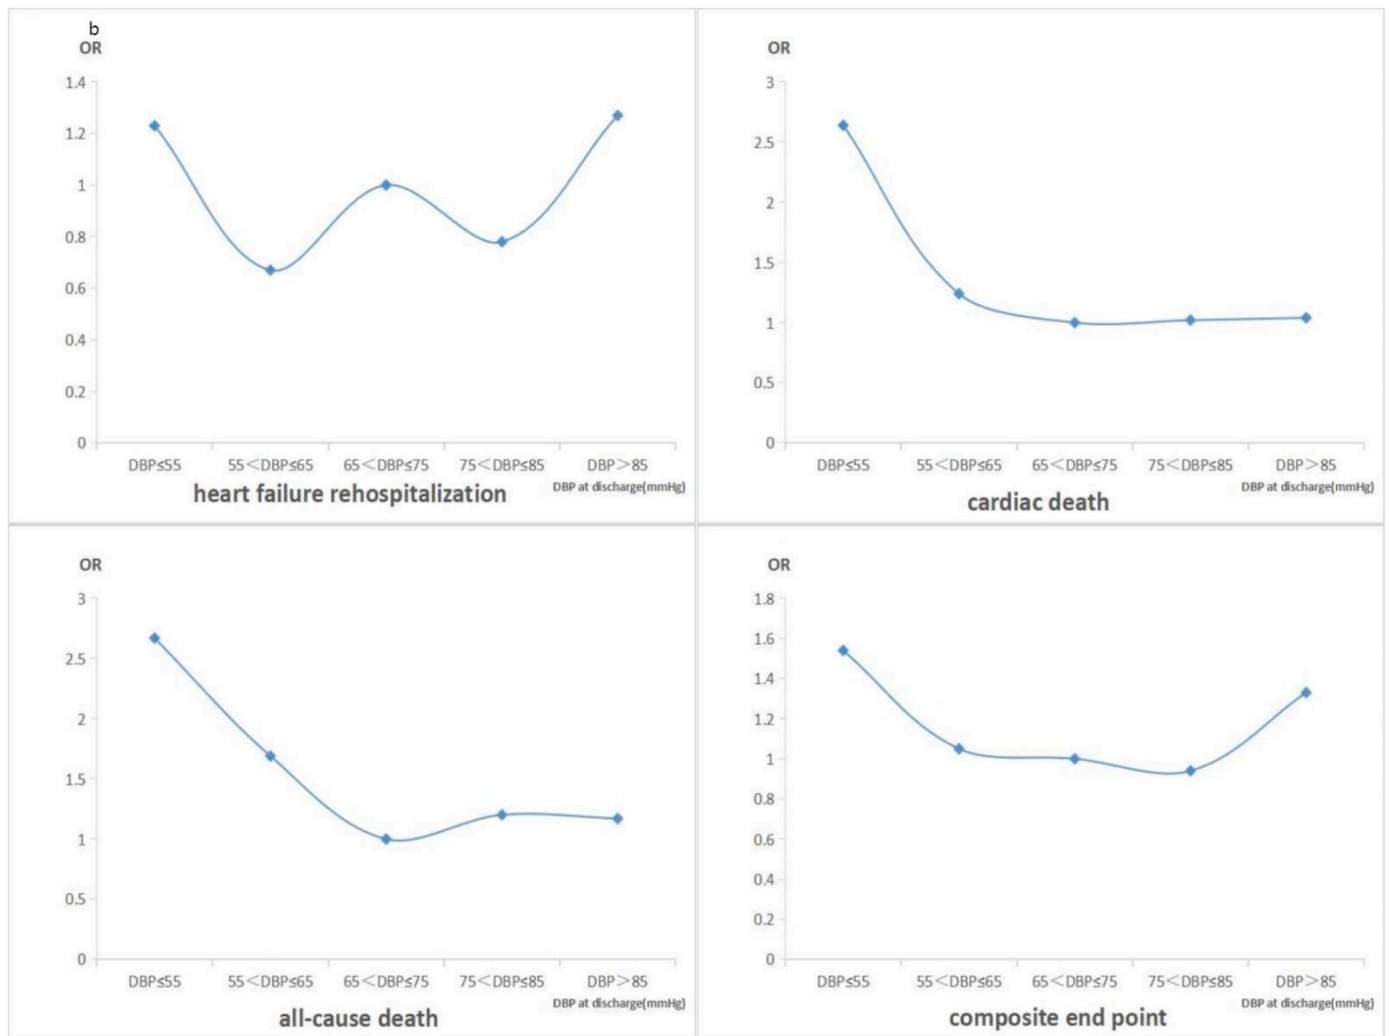 b
OR
1.4
1.2
1
0.8
0.6
0.4
0.2
0
DBP≤55 55<DBP≤65 65<DBP≤75 75<DBP≤85 DBP>85
DBP at discharge(mmHg)
heart failure rehospitalization
OR
3
2.5
2
1.5
1
0.5
0
DBP≤55 55<DBP≤65 65<DBP≤75 75<DBP≤85 DBP>85
DBP at discharge(mmHg)
cardiac death
OR
3
2.5
2
1.5
1
0.5
0
DBP≤55 55<DBP≤65 65<DBP≤75 75<DBP≤85 DBP>85
DBP at discharge(mmHg)
all-cause death
OR
1.8
1.6
1.4
1.2
1
0.8
0.6
0.4
0.2
0
DBP≤55 55<DBP≤65 65<DBP≤75 75<DBP≤85 DBP>85
DBP at discharge(mmHg)
composite end point